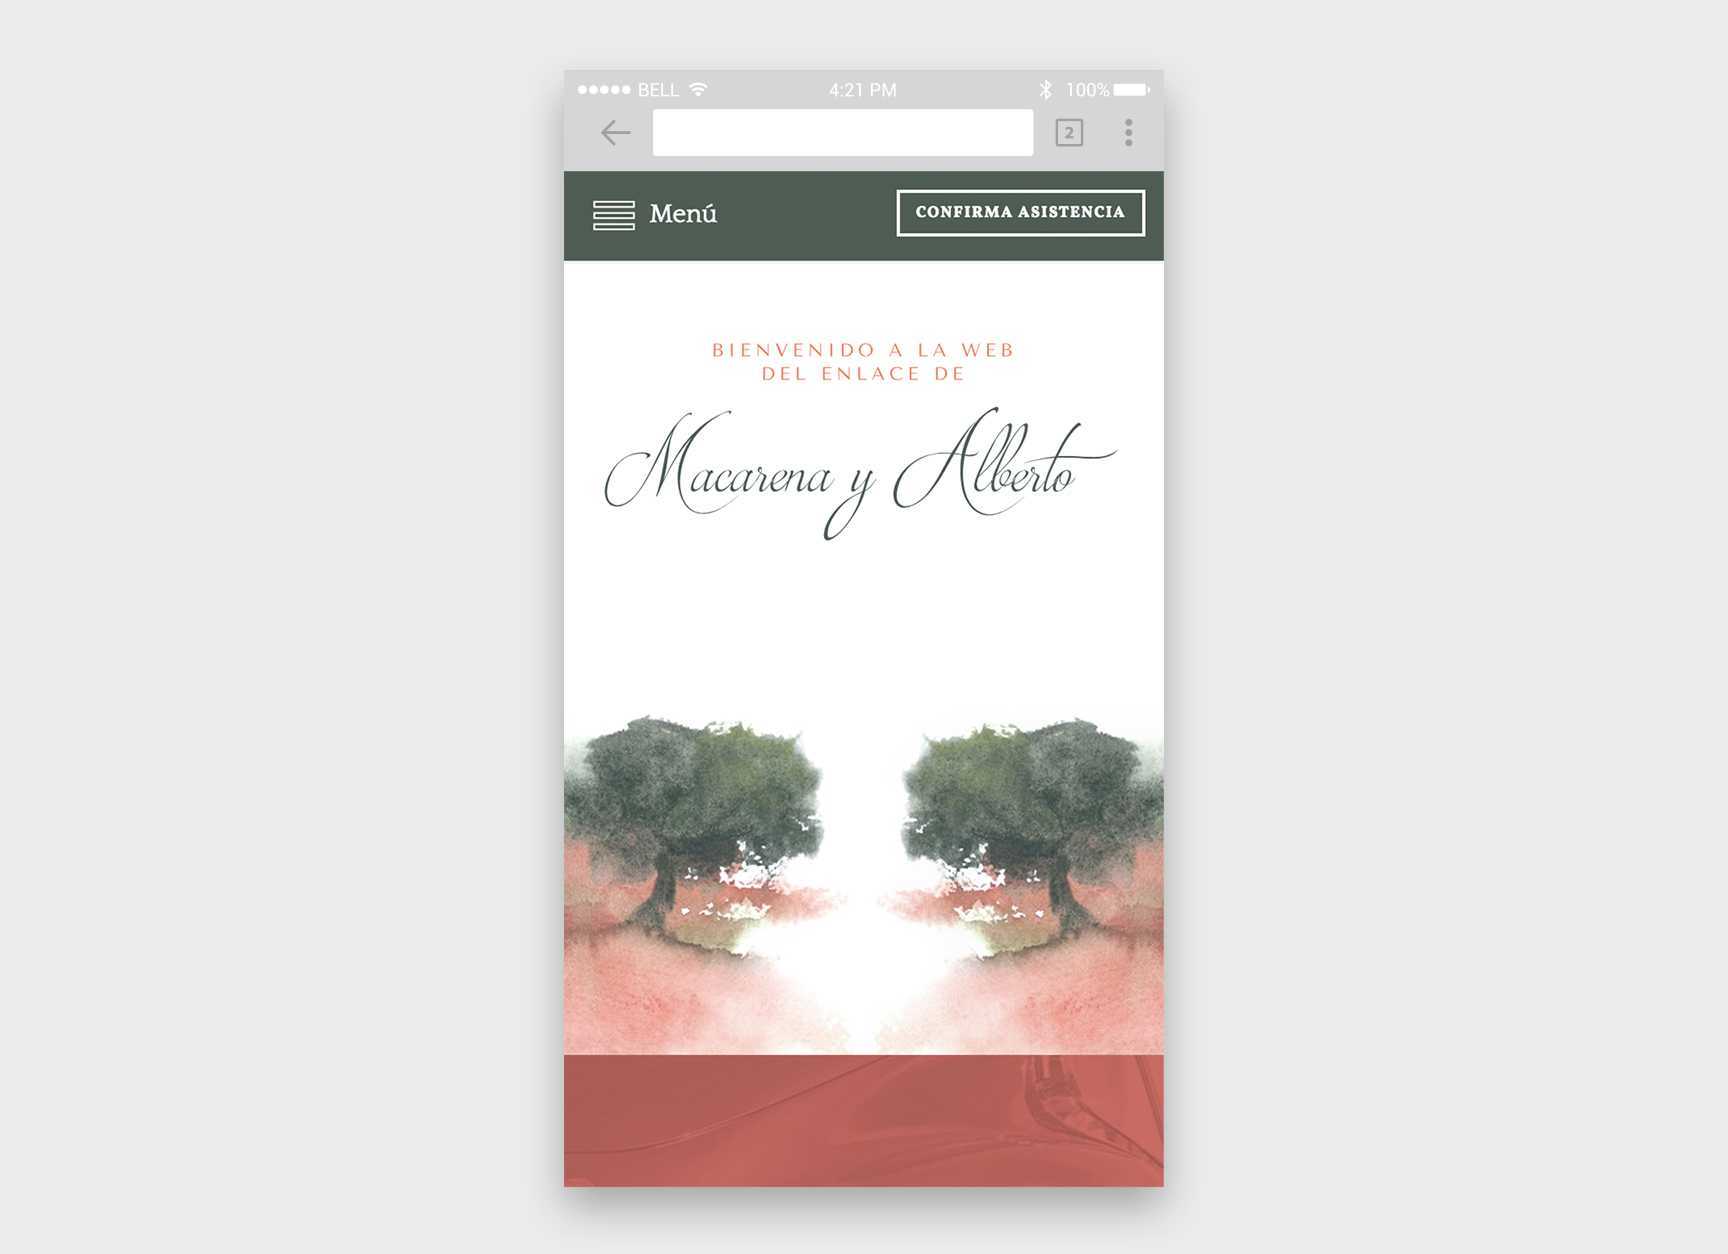 BELL 4:21 PM 100%
2
Menú CONFIRMA ASISTENCIA
BIENVENIDO A LA WEB
DEL ENLACE DE
Macarena y Alberto